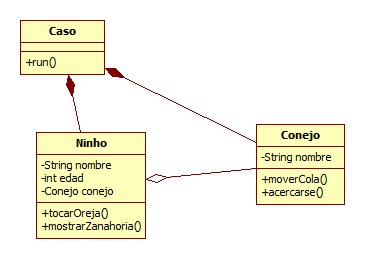 Caso
+run()
Ninho
-String nombre
-int edad
-Conejo conejo
+tocarOreja()
+mostrarZanahoria()
Conejo
-String nombre
+moverCola()
+acercarse()